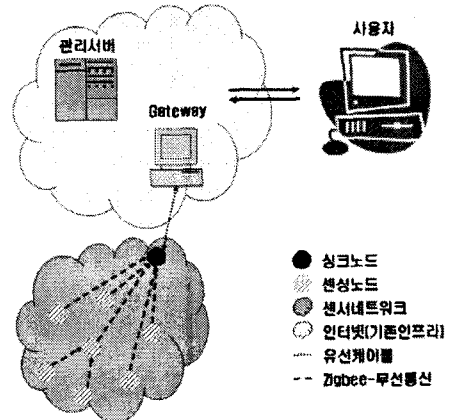 관리서버
사용자
Gateway
싱크노드
센싱노드
센서네트워크
인터넷(기존인프라)
유선케이블
Zigbee-무선통신